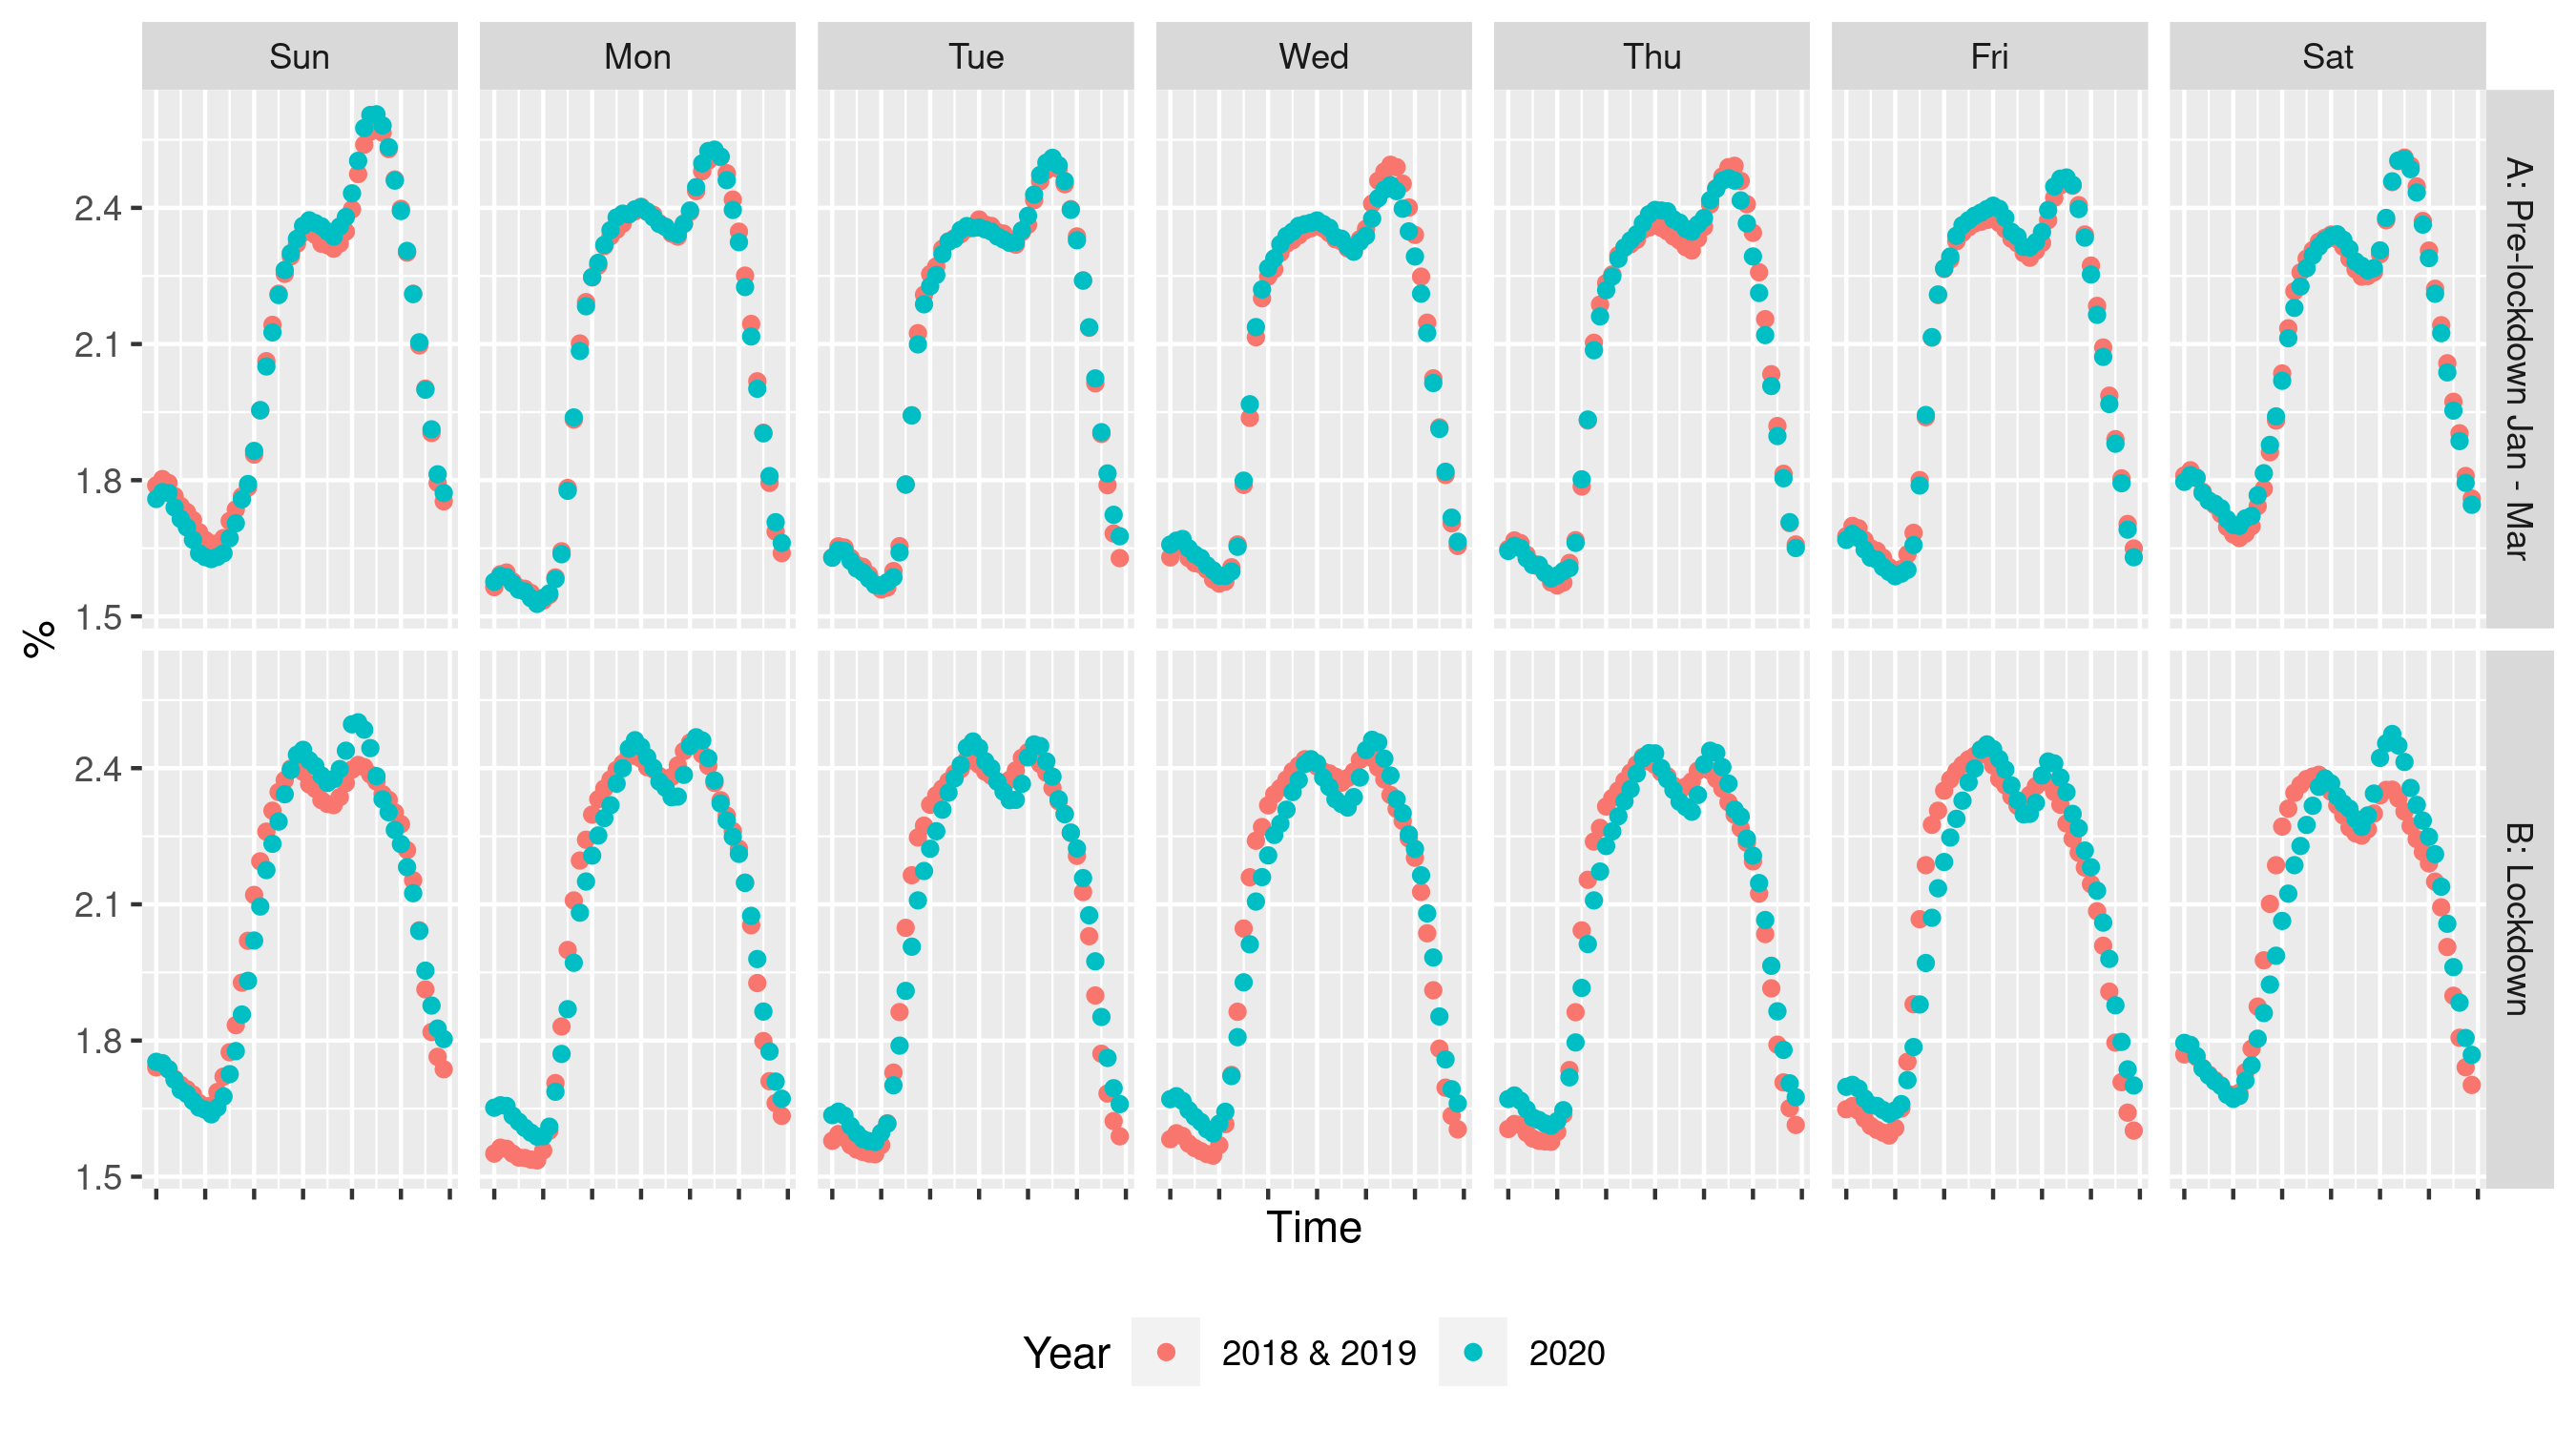 Sun Mon Tue Wed Thu Fri Sat
2.4
2.1
1.8
1.5
A: Pre-lockdown Jan - Mar
%
2.4
2.1
1.8
1.5
B: Lockdown
Time
Year 2018 & 2019 2020